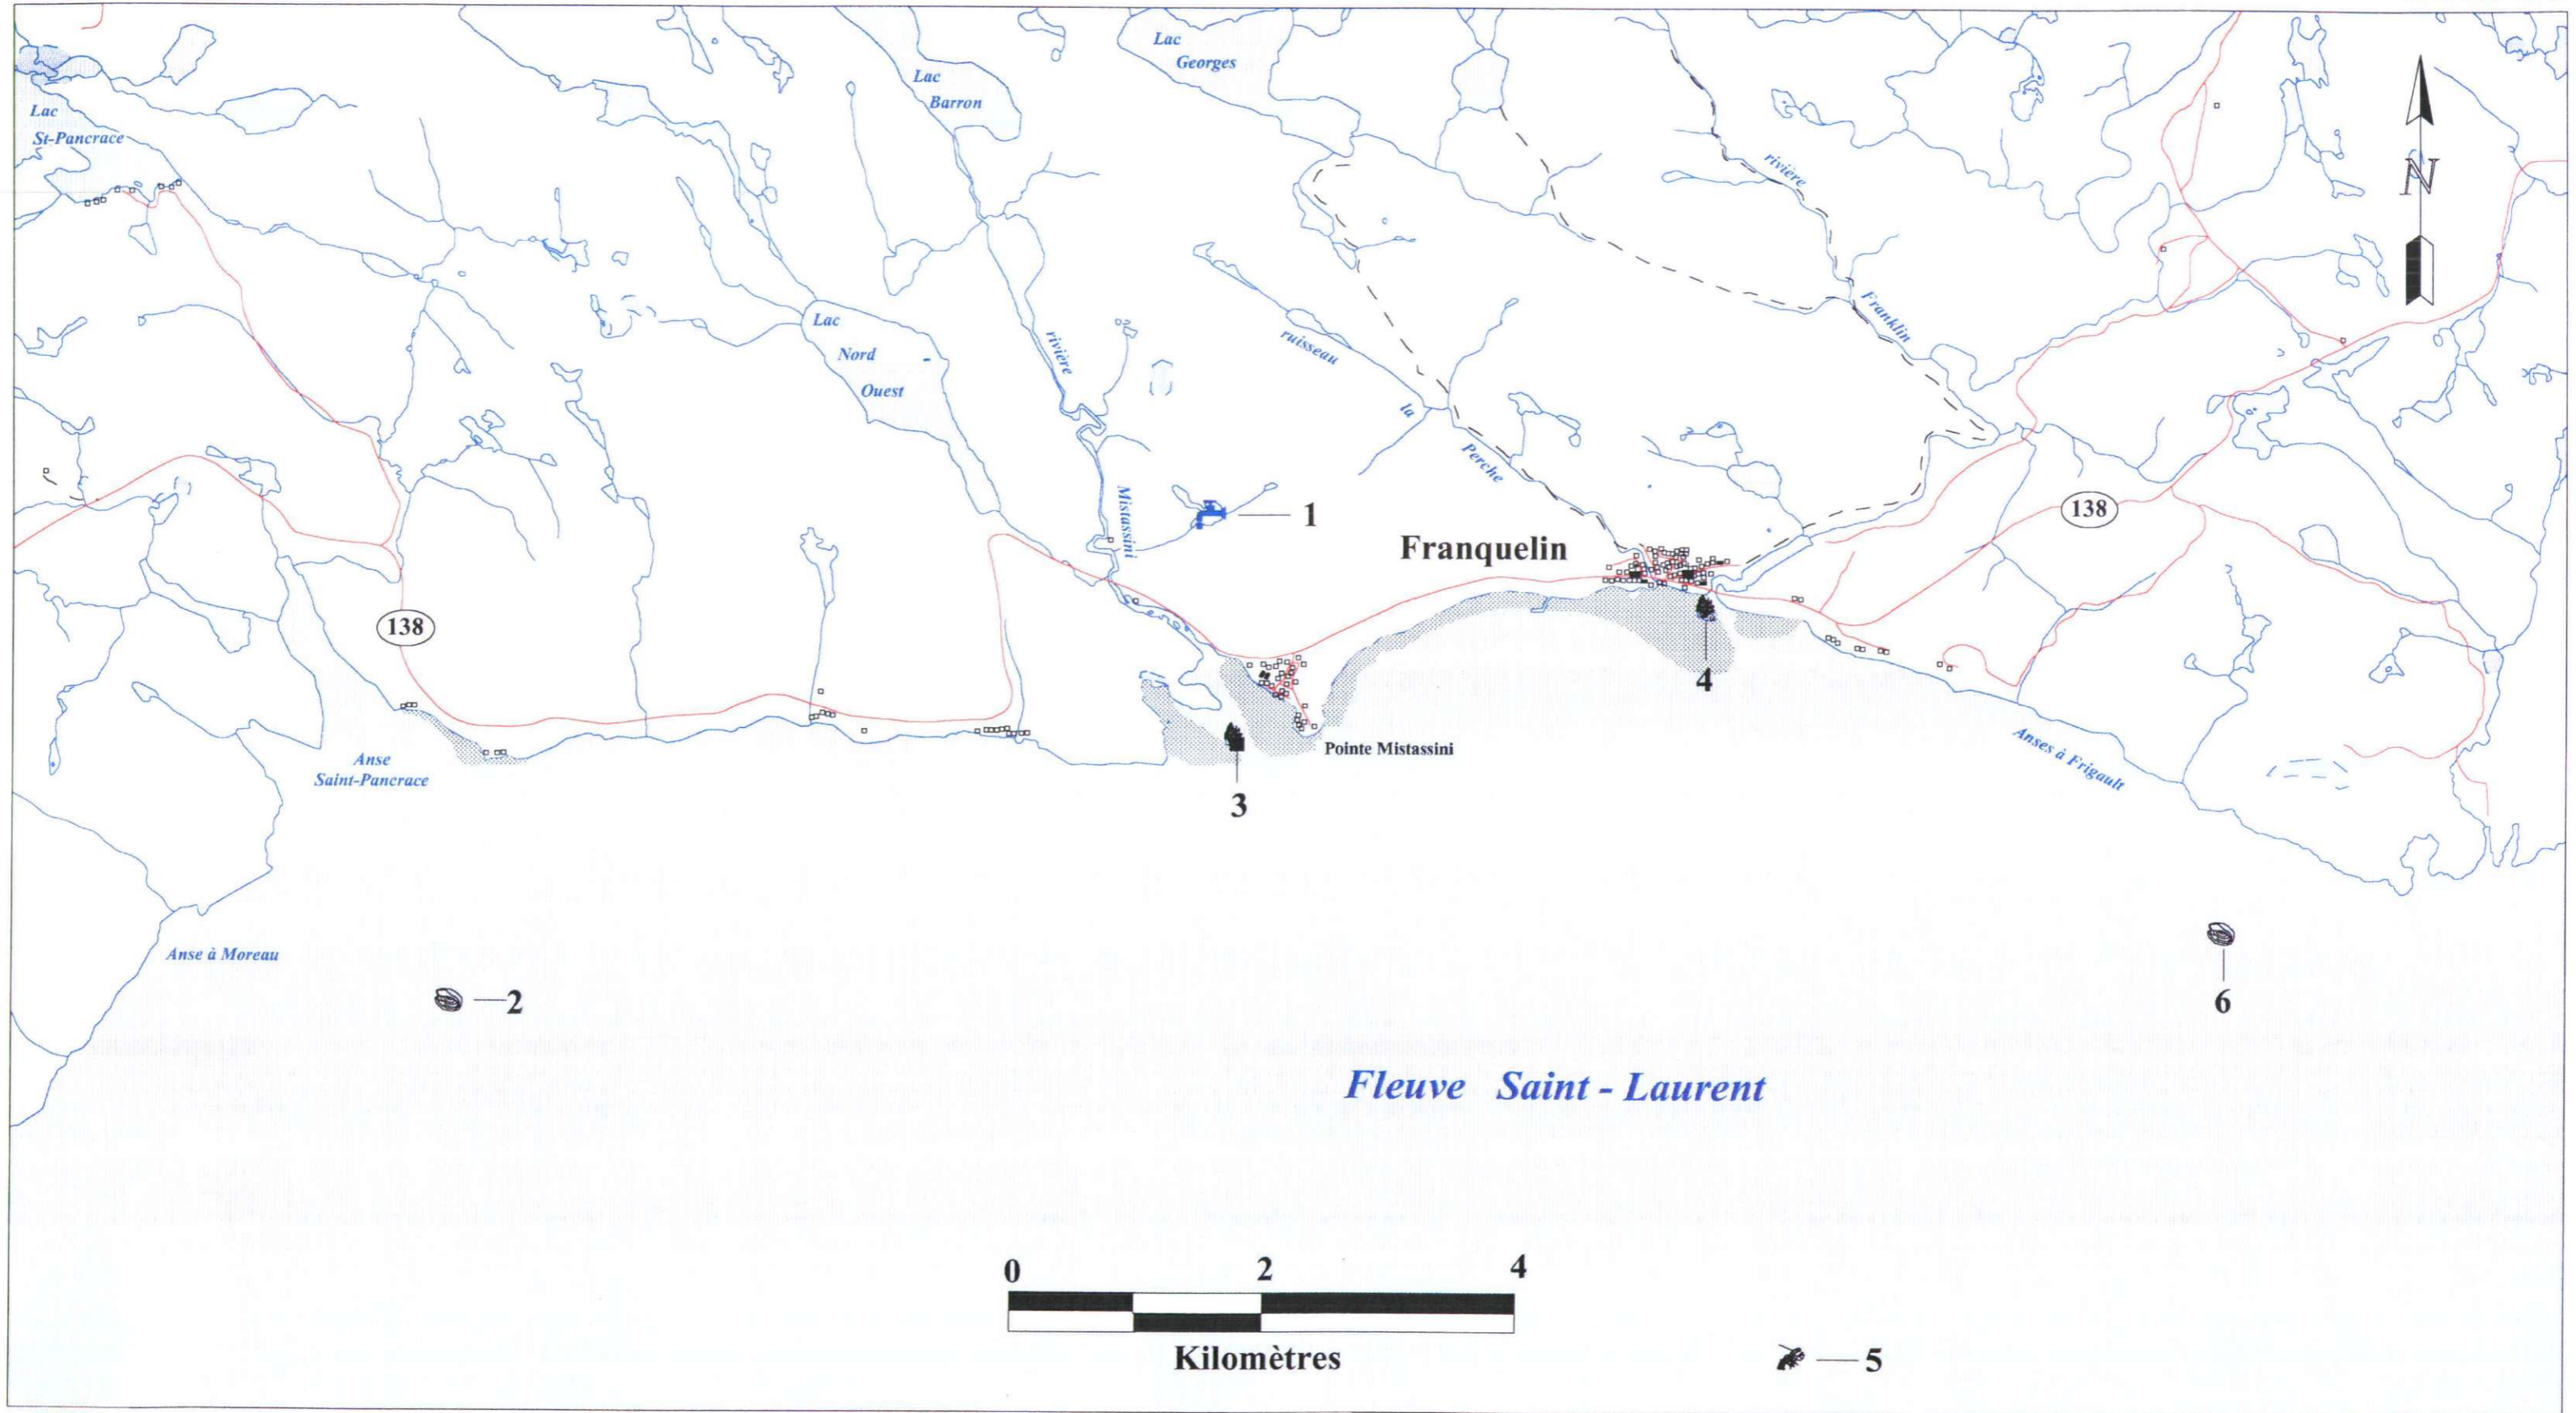 Lac
Georges
Lac
Barron
Lac
St-Pancrace
N
rivière
Franklin
Lac
Nord
Ouest
rivière
Mistassini
ruisseau
la
Perche
1
Franquelin
138
138
4
Pointe Mistassini
3
Anse
Saint-Pancrace
Anses à Frigault
Anse à Moreau
2
6
Fleuve Saint - Laurent
0 2 4
Kilomètres
5